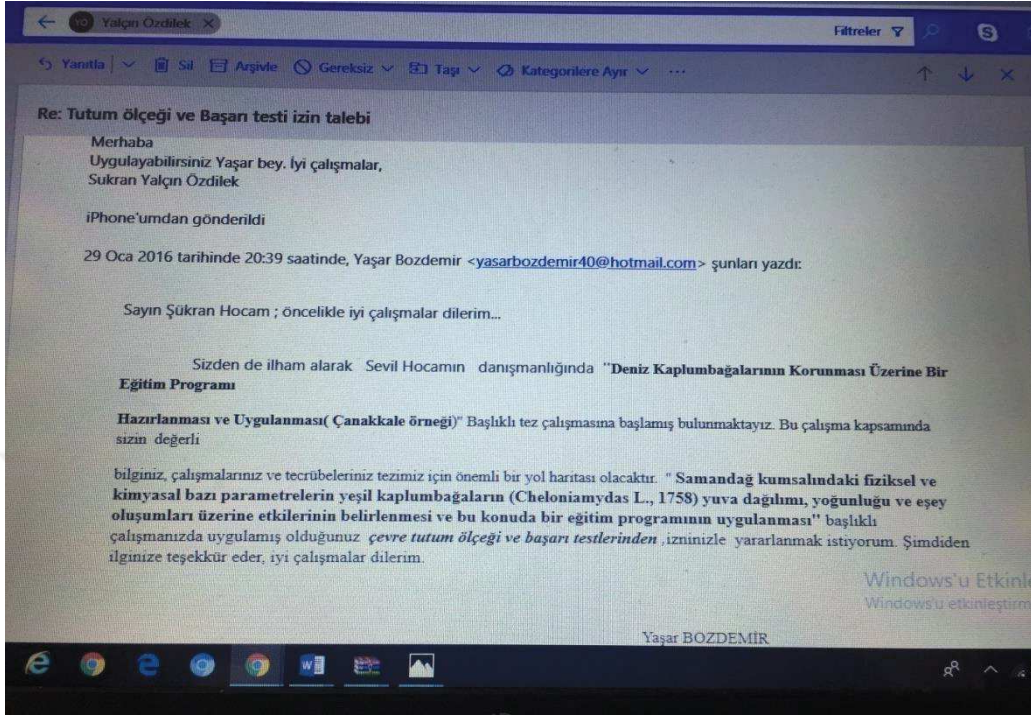 YO Yalçın Özdilek
Filtreler
S
Yanıtla Sil Arşivle Gereksiz Taşı Kategorilere Ayır ...
Re: Tutum ölçeği ve Başarı testi izin talebi
Merhaba
Uygulayabilirsiniz Yaşar bey. İyi çalışmalar,
Sukran Yalçın Özdilek
iPhone'umdan gönderildi
29 Oca 2016 tarihinde 20:39 saatinde, Yaşar Bozdemir <yasarbozdemir40@hotmail.com> şunları yazdı:
Sayın Şükran Hocam ; öncelikle iyi çalışmalar dilerim...
Sizden de ilham alarak Sevil Hocamın danışmanlığında "Deniz Kaplumbağalarının Korunması Üzerine Bir
Eğitim Programı
Hazırlanması ve Uygulanması( Çanakkale örneği)" Başlıklı tez çalışmasına başlamış bulunmaktayız. Bu çalışma kapsamında
sizin değerli
bilginiz, çalışmalarınız ve tecrübeleriniz tezimiz için önemli bir yol haritası olacaktır. " Samandağ kumsalındaki fiziksel ve
kimyasal bazı parametrelerin yeşil kaplumbağaların (Cheloniamydas L., 1758) yuva dağılımı, yoğunluğu ve eşey
oluşumları üzerine etkilerinin belirlenmesi ve bu konuda bir eğitim programının uygulanması" başlıklı
çalışmanızda uygulamış olduğunuz çevre tutum ölçeği ve başarı testlerinden ,izninizle yararlanmak istiyorum. Şimdiden
ilginize teşekkür eder, iyi çalışmalar dilerim.
Windows'u Etkinle
Windows'u etkinleştirm
Yaşar BOZDEMİR